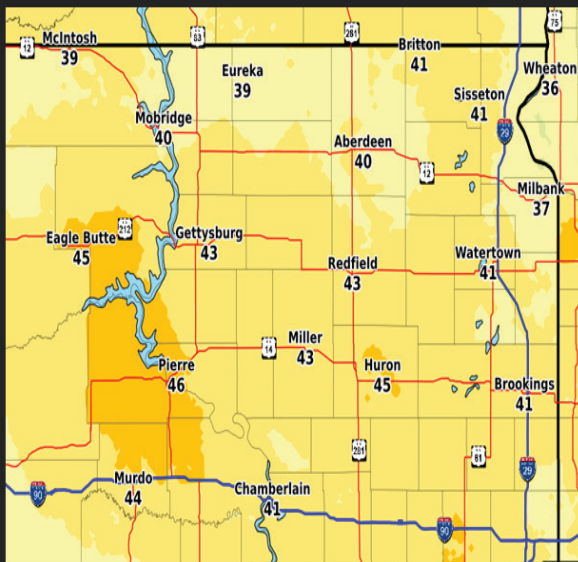 75
12
McIntosh
39
83
281
Britton
41
Eureka
39
Wheaton
36
Sisseton
41
Mobridge
40
29
Aberdeen
40
12
Milbank
37
212
Eagle Butte
45
Gettysburg
43
Redfield
43
Watertown
41
14
Miller
43
Pierre
46
Huron
45
Brookings
41
281
81
29
Murdo
44
90
Chamberlain
41
90